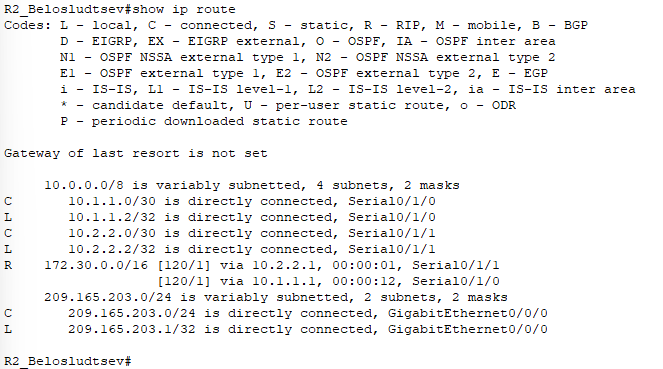 R2_Belosludtsev#show ip route
Codes: L - local, C - connected, S - static, R - RIP, M - mobile, B - BGP
       D - EIGRP, EX - EIGRP external, O - OSPF, IA - OSPF inter area
       N1 - OSPF NSSA external type 1, N2 - OSPF NSSA external type 2
       E1 - OSPF external type 1, E2 - OSPF external type 2, E - EGP
       i - IS-IS, L1 - IS-IS level-1, L2 - IS-IS level-2, ia - IS-IS inter area
       * - candidate default, U - per-user static route, o - ODR
       P - periodic downloaded static route
Gateway of last resort is not set
     10.0.0.0/8 is variably subnetted, 4 subnets, 2 masks
C       10.1.1.0/30 is directly connected, Serial0/1/0
L       10.1.1.2/32 is directly connected, Serial0/1/0
C       10.2.2.0/30 is directly connected, Serial0/1/1
L       10.2.2.2/32 is directly connected, Serial0/1/1
R    172.30.0.0/16 [120/1] via 10.2.2.1, 00:00:01, Serial0/1/1
                   [120/1] via 10.1.1.1, 00:00:12, Serial0/1/0
     209.165.203.0/24 is variably subnetted, 2 subnets, 2 masks
C       209.165.203.0/24 is directly connected, GigabitEthernet0/0/0
L       209.165.203.1/32 is directly connected, GigabitEthernet0/0/0
R2_Belosludtsev#